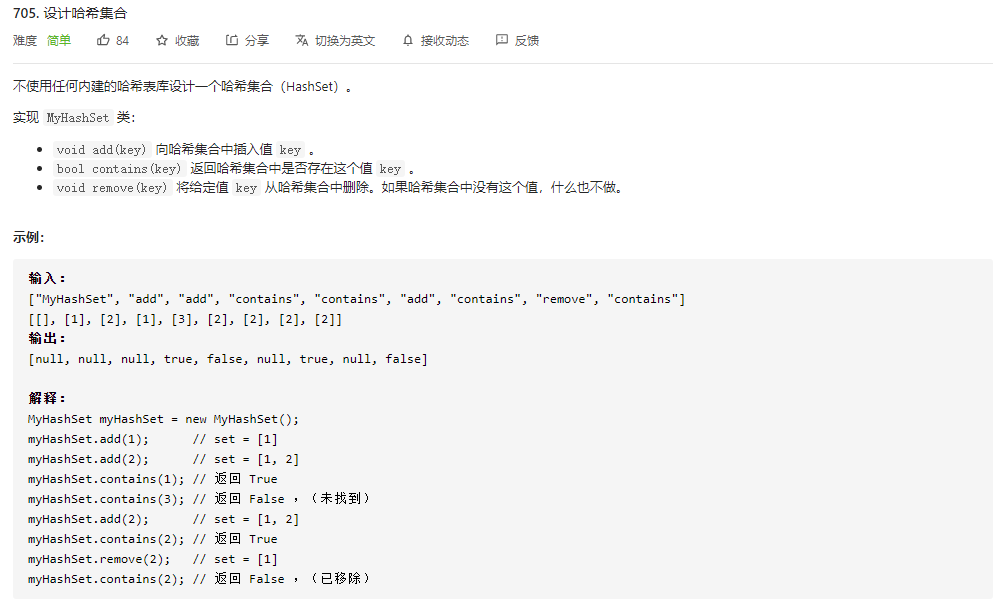 705. 设计哈希集合
难度 简单 84 收藏 分享 切换为英文 接收动态 反馈
不使用任何内建的哈希表库设计一个哈希集合（HashSet）。
实现 MyHashSet 类：
void add(key) 向哈希集合中插入值 key 。
bool contains(key) 返回哈希集合中是否存在这个值 key 。
void remove(key) 将给定值 key 从哈希集合中删除。如果哈希集合中没有这个值，什么也不做。
示例：
输入：
["MyHashSet", "add", "add", "contains", "contains", "add", "contains", "remove", "contains"]
[[], [1], [2], [1], [3], [2], [2], [2], [2]]
输出：
[null, null, null, true, false, null, true, null, false]
解释：
MyHashSet myHashSet = new MyHashSet();
myHashSet.add(1);      // set = [1]
myHashSet.add(2);      // set = [1, 2]
myHashSet.contains(1); // 返回 True
myHashSet.contains(3); // 返回 False ，（未找到）
myHashSet.add(2);      // set = [1, 2]
myHashSet.contains(2); // 返回 True
myHashSet.remove(2);   // set = [1]
myHashSet.contains(2); // 返回 False ，（已移除）